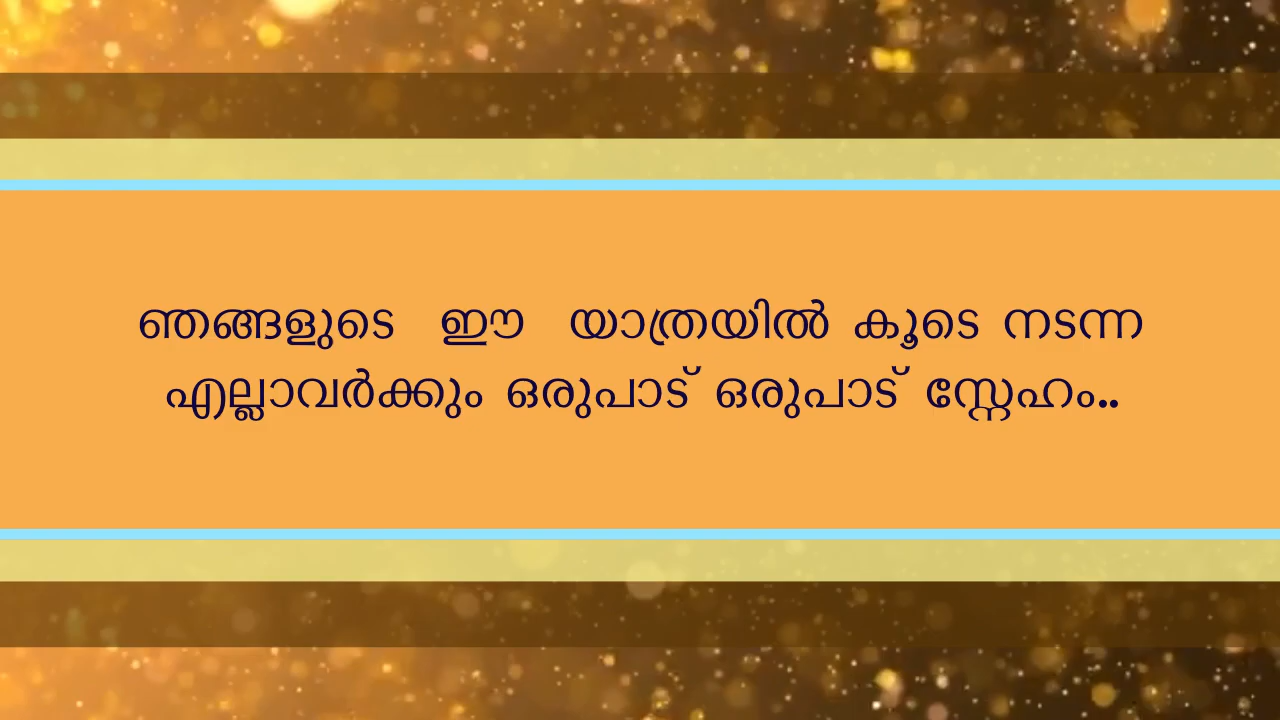 ഞങ്ങളുടെ ഈ യാത്രയിൽ കൂടെ നടന്ന
എല്ലാവർക്കും ഒരുപാട് ഒരുപാട് സ്നേഹം..